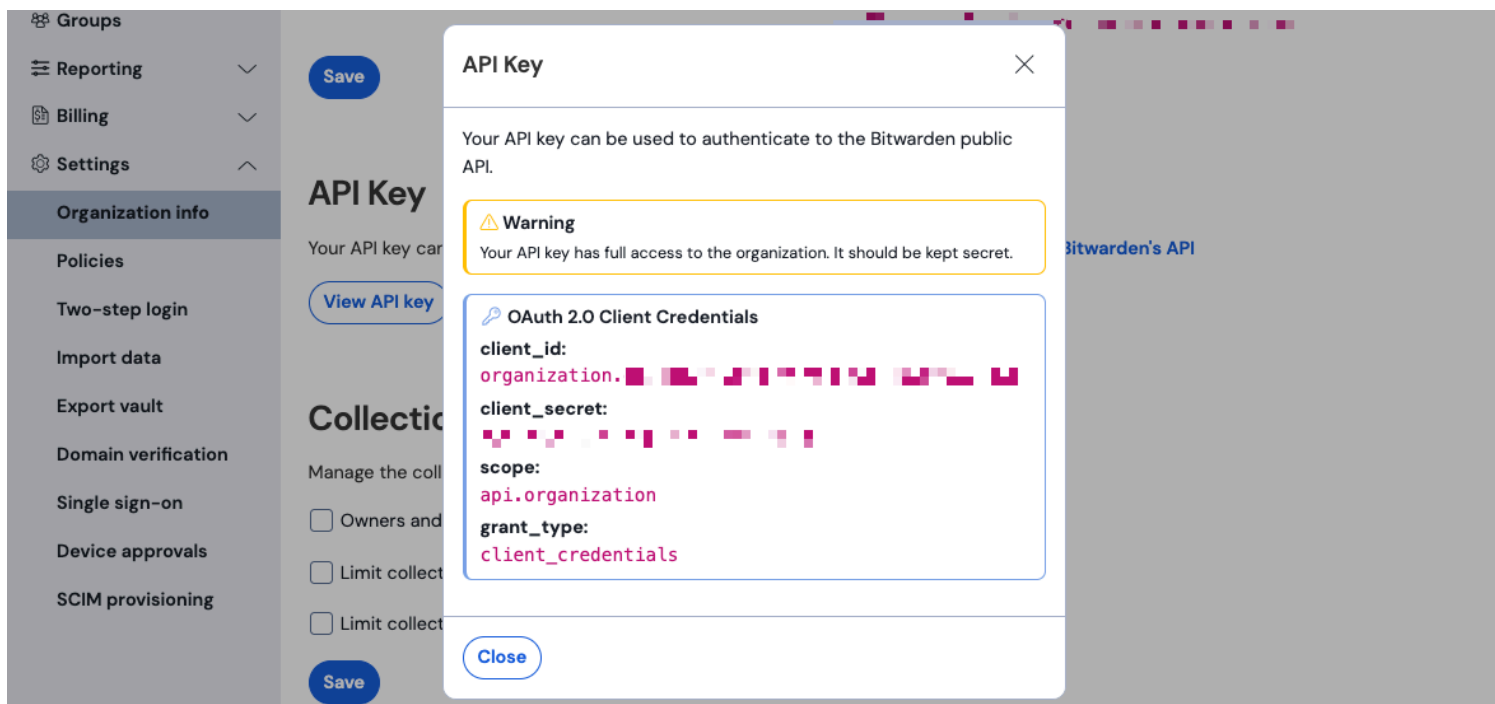 Groups
Reporting
Billing
Settings
Organization info
Policies
Two-step login
Import data
Export vault
Domain verification
Single sign-on
Device approvals
SCIM provisioning
Save
API Key
Your API key car
Bitwarden's API
View API key
Collectic
Manage the coll
Owners and
Limit collect
Limit collect
Save
API Key
Your API key can be used to authenticate to the Bitwarden public
API.
Warning
Your API key has full access to the organization. It should be kept secret.
OAuth 2.0 Client Credentials
client_id:
organization.
client_secret:
scope:
api.organization
grant_type:
client_credentials
Close